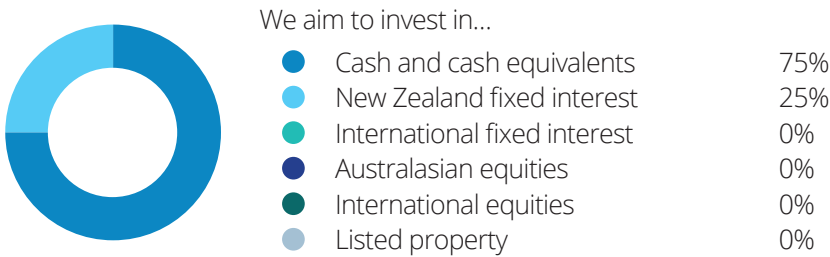 We aim to invest in...
Cash and cash equivalents 75%
New Zealand fixed interest 25%
International fixed interest 0%
Australasian equities 0%
International equities 0%
Listed property 0%